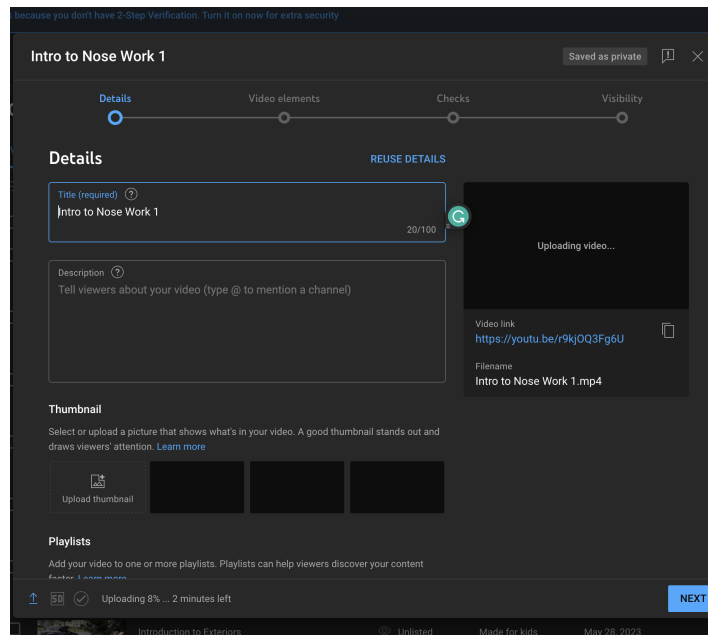 because you don't have 2-Step Verification. Turn it on now for extra security
Intro to Nose Work 1
Saved as private
Details
Video elements
Checks
Visibility
Details
REUSE DETAILS
Title (required)
Intro to Nose Work 1
20/100
Uploading video...
Description
Tell viewers about your video (type @ to mention a channel)
Video link
https://youtu.be/r9kjOQ3Fg6U
Filename
Intro to Nose Work 1.mp4
Thumbnail
Select or upload a picture that shows what's in your video. A good thumbnail stands out and
draws viewers' attention. Learn more
Upload thumbnail
Playlists
Add your video to one or more playlists. Playlists can help viewers discover your content
faster. Learn more
SD
Uploading 8% ... 2 minutes left
NEXT
Introduction to Exteriors
Unlisted
Made for kids
May 28, 2023